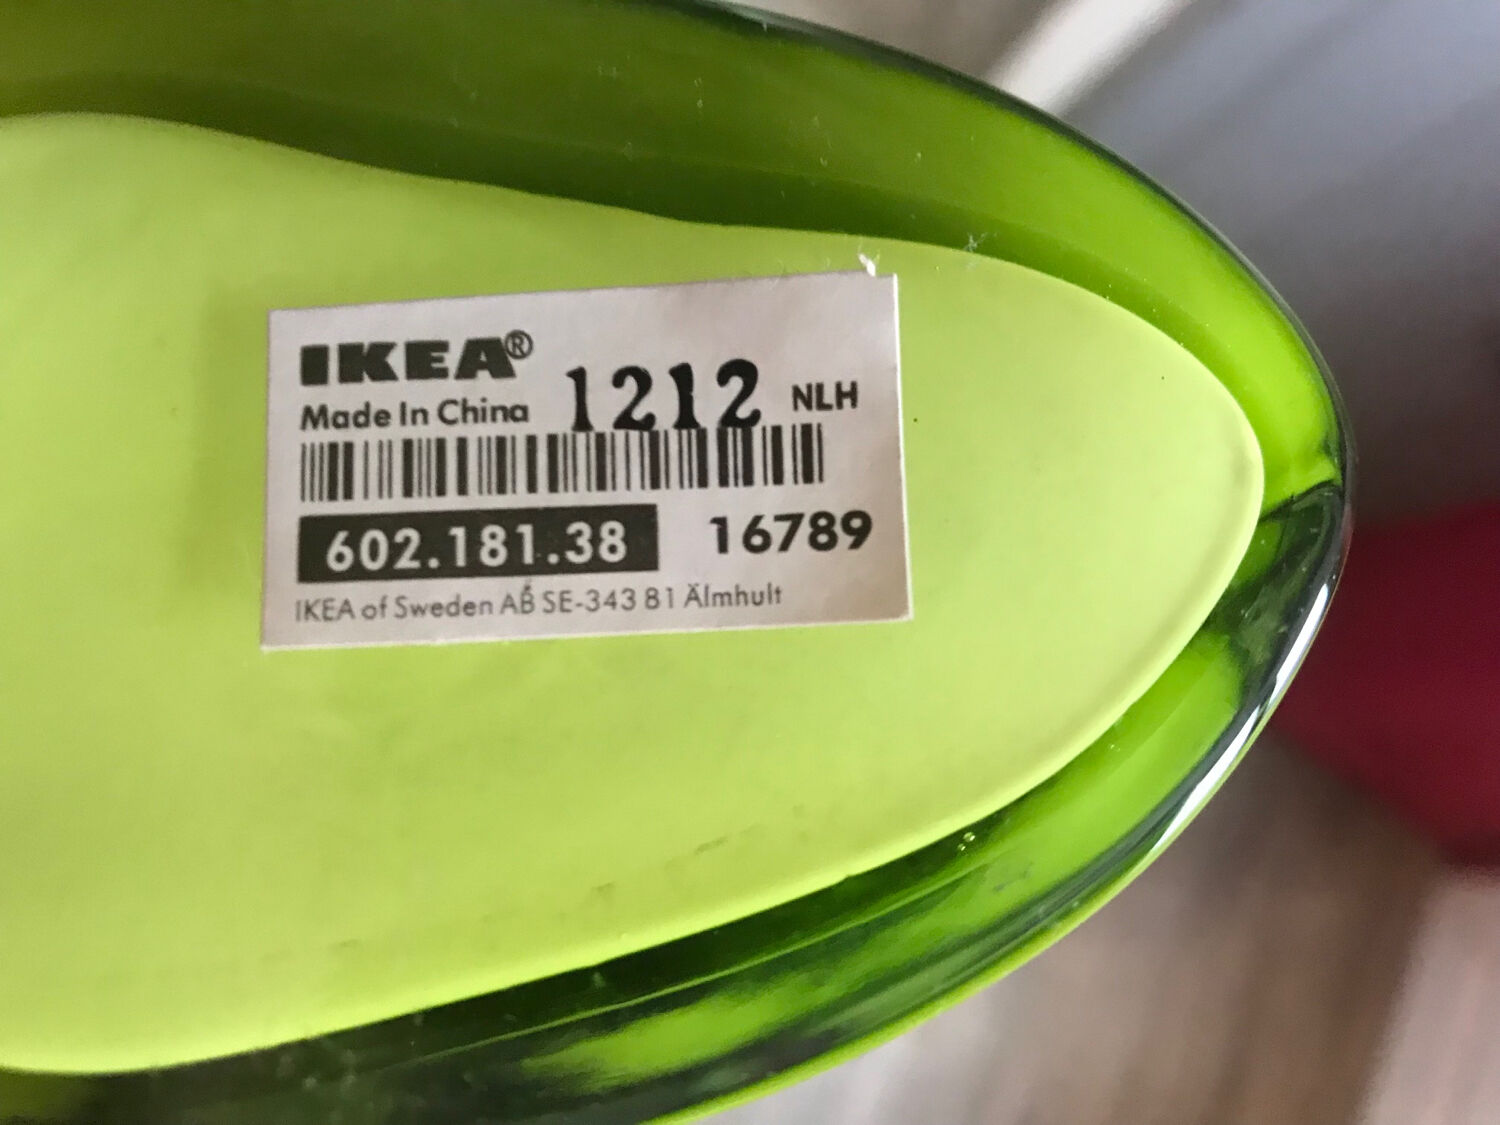 IKEA®
Made In China 1212 NLH
602.181.38 16789
IKEA of Sweden AB SE-343 81 Älmhult